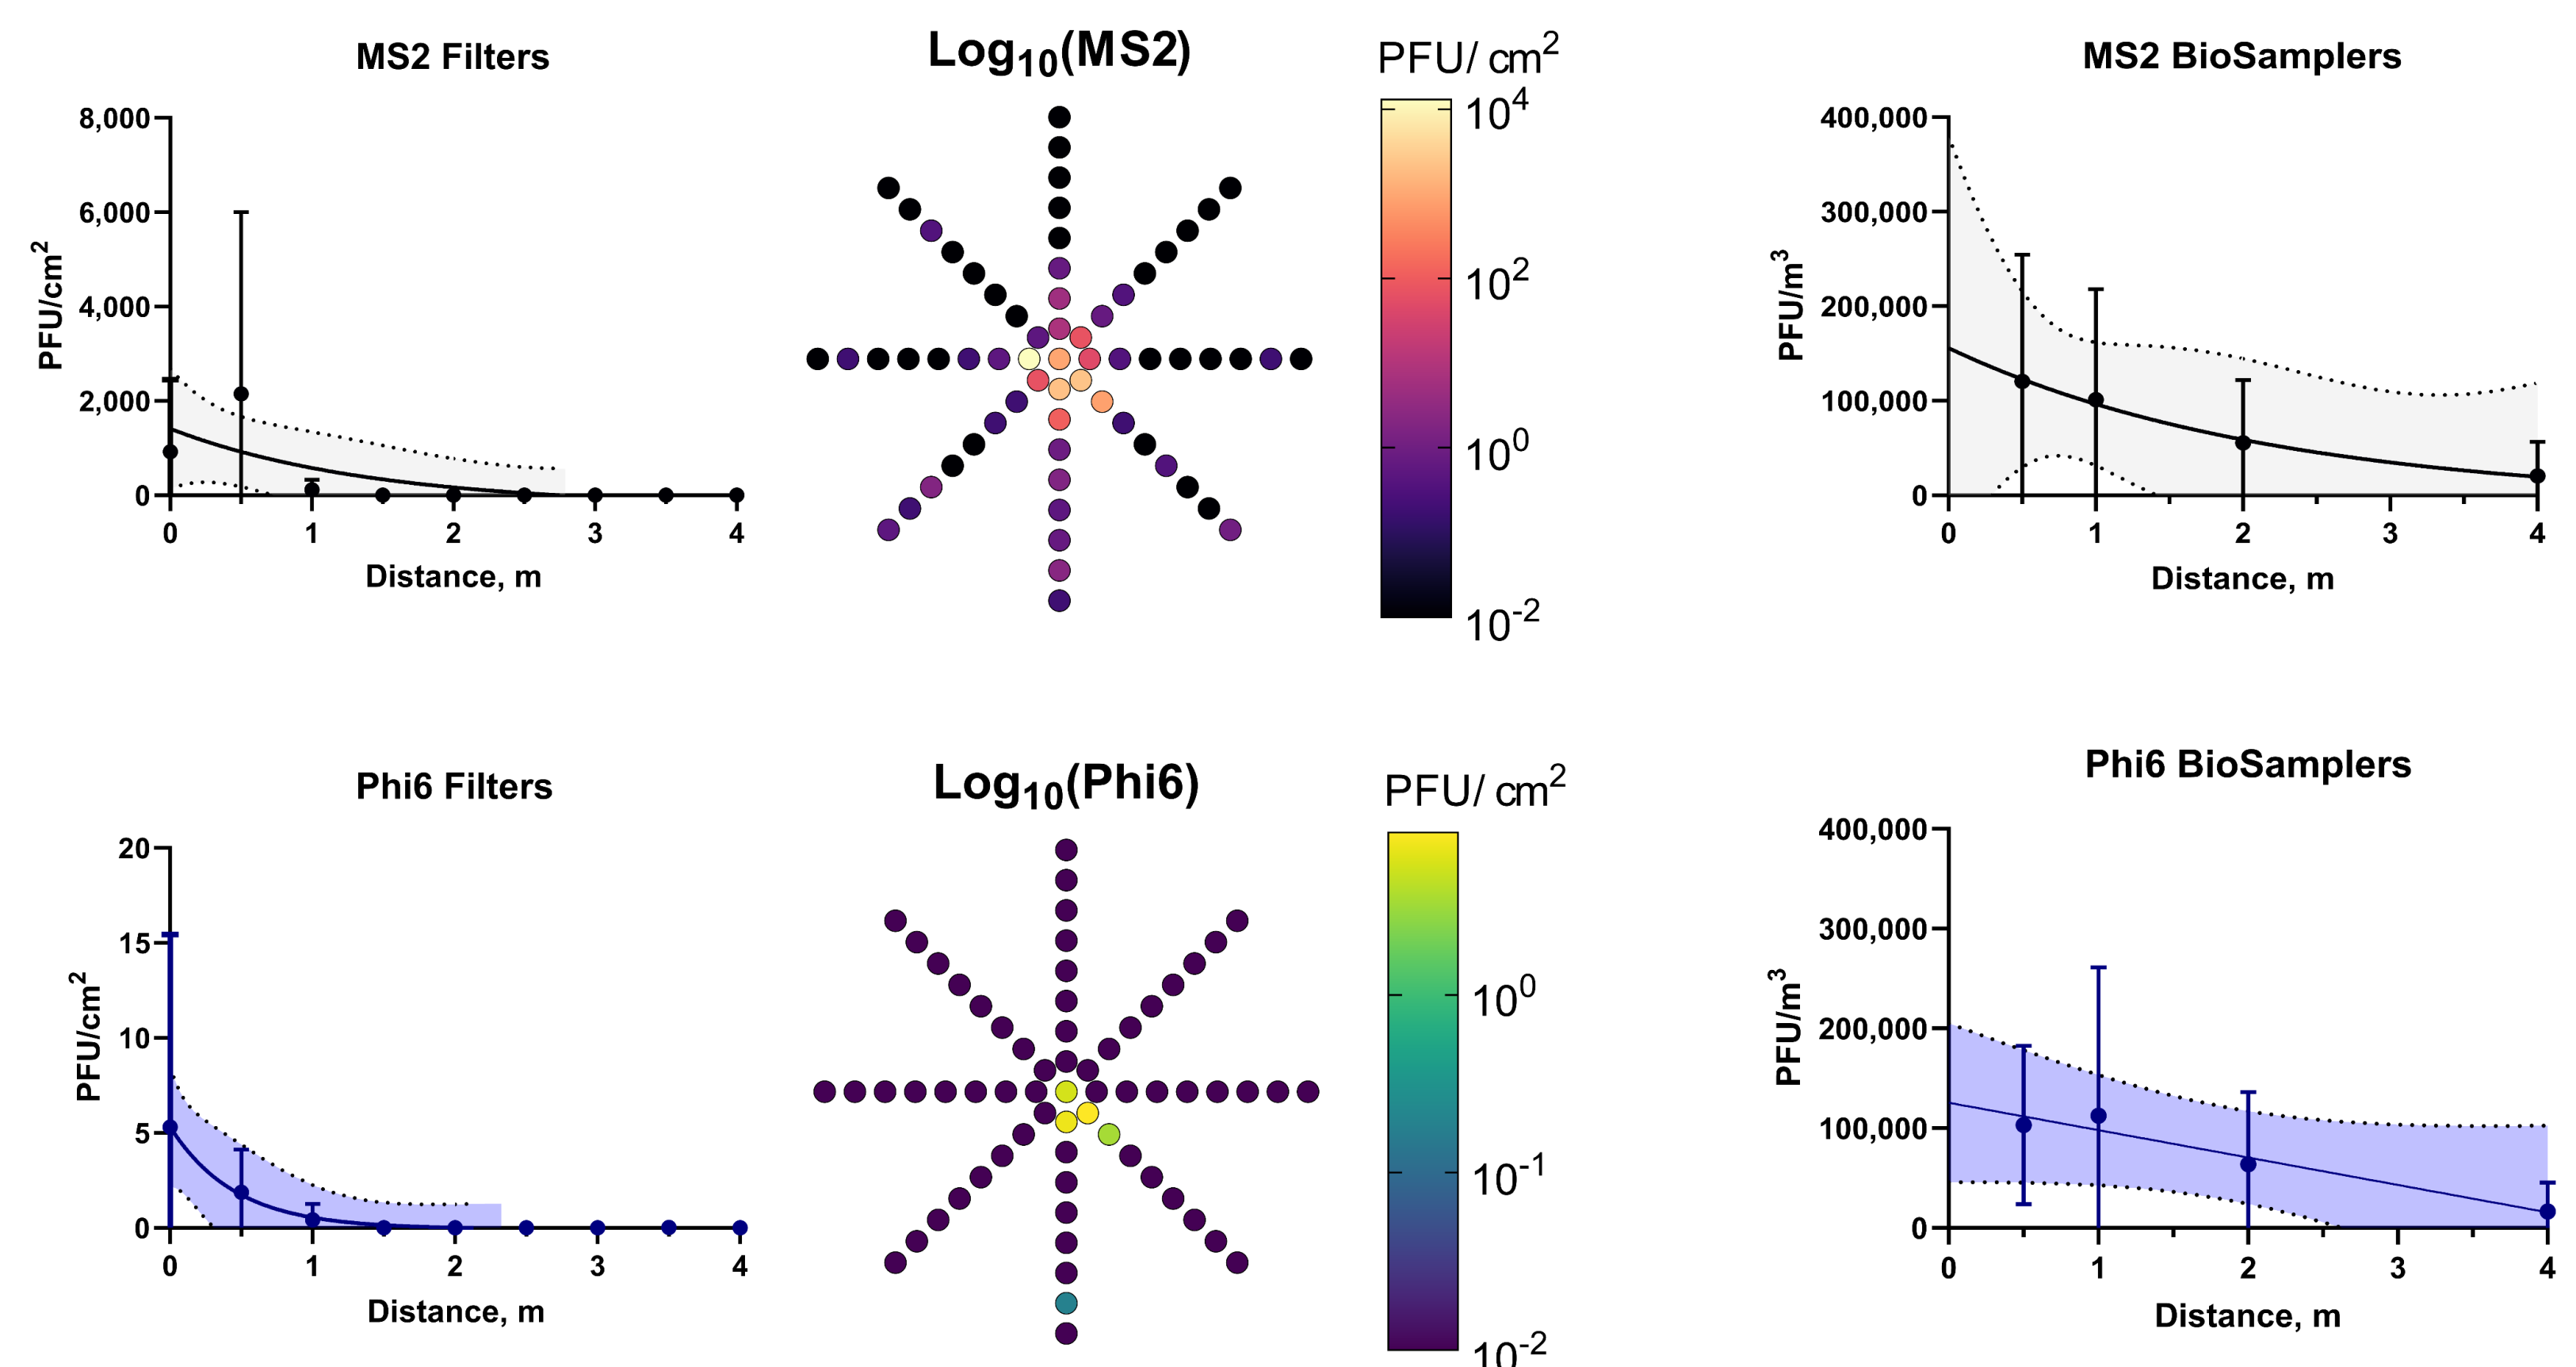 MS2 Filters
8,000
6,000
4,000
2,000
0
PFU/cm²
0 1 2 3 4
Distance, m
Log₁₀(MS2)
PFU/ cm²
10⁴
10²
10⁰
10⁻²
MS2 BioSamplers
400,000
300,000
200,000
100,000
0
PFU/m³
0 1 2 3 4
Distance, m
Phi6 Filters
20
15
10
5
0
PFU/cm²
0 1 2 3 4
Distance, m
Log₁₀(Phi6)
PFU/ cm²
10⁰
10⁻¹
10⁻²
Phi6 BioSamplers
400,000
300,000
200,000
100,000
0
PFU/m³
0 1 2 3 4
Distance, m